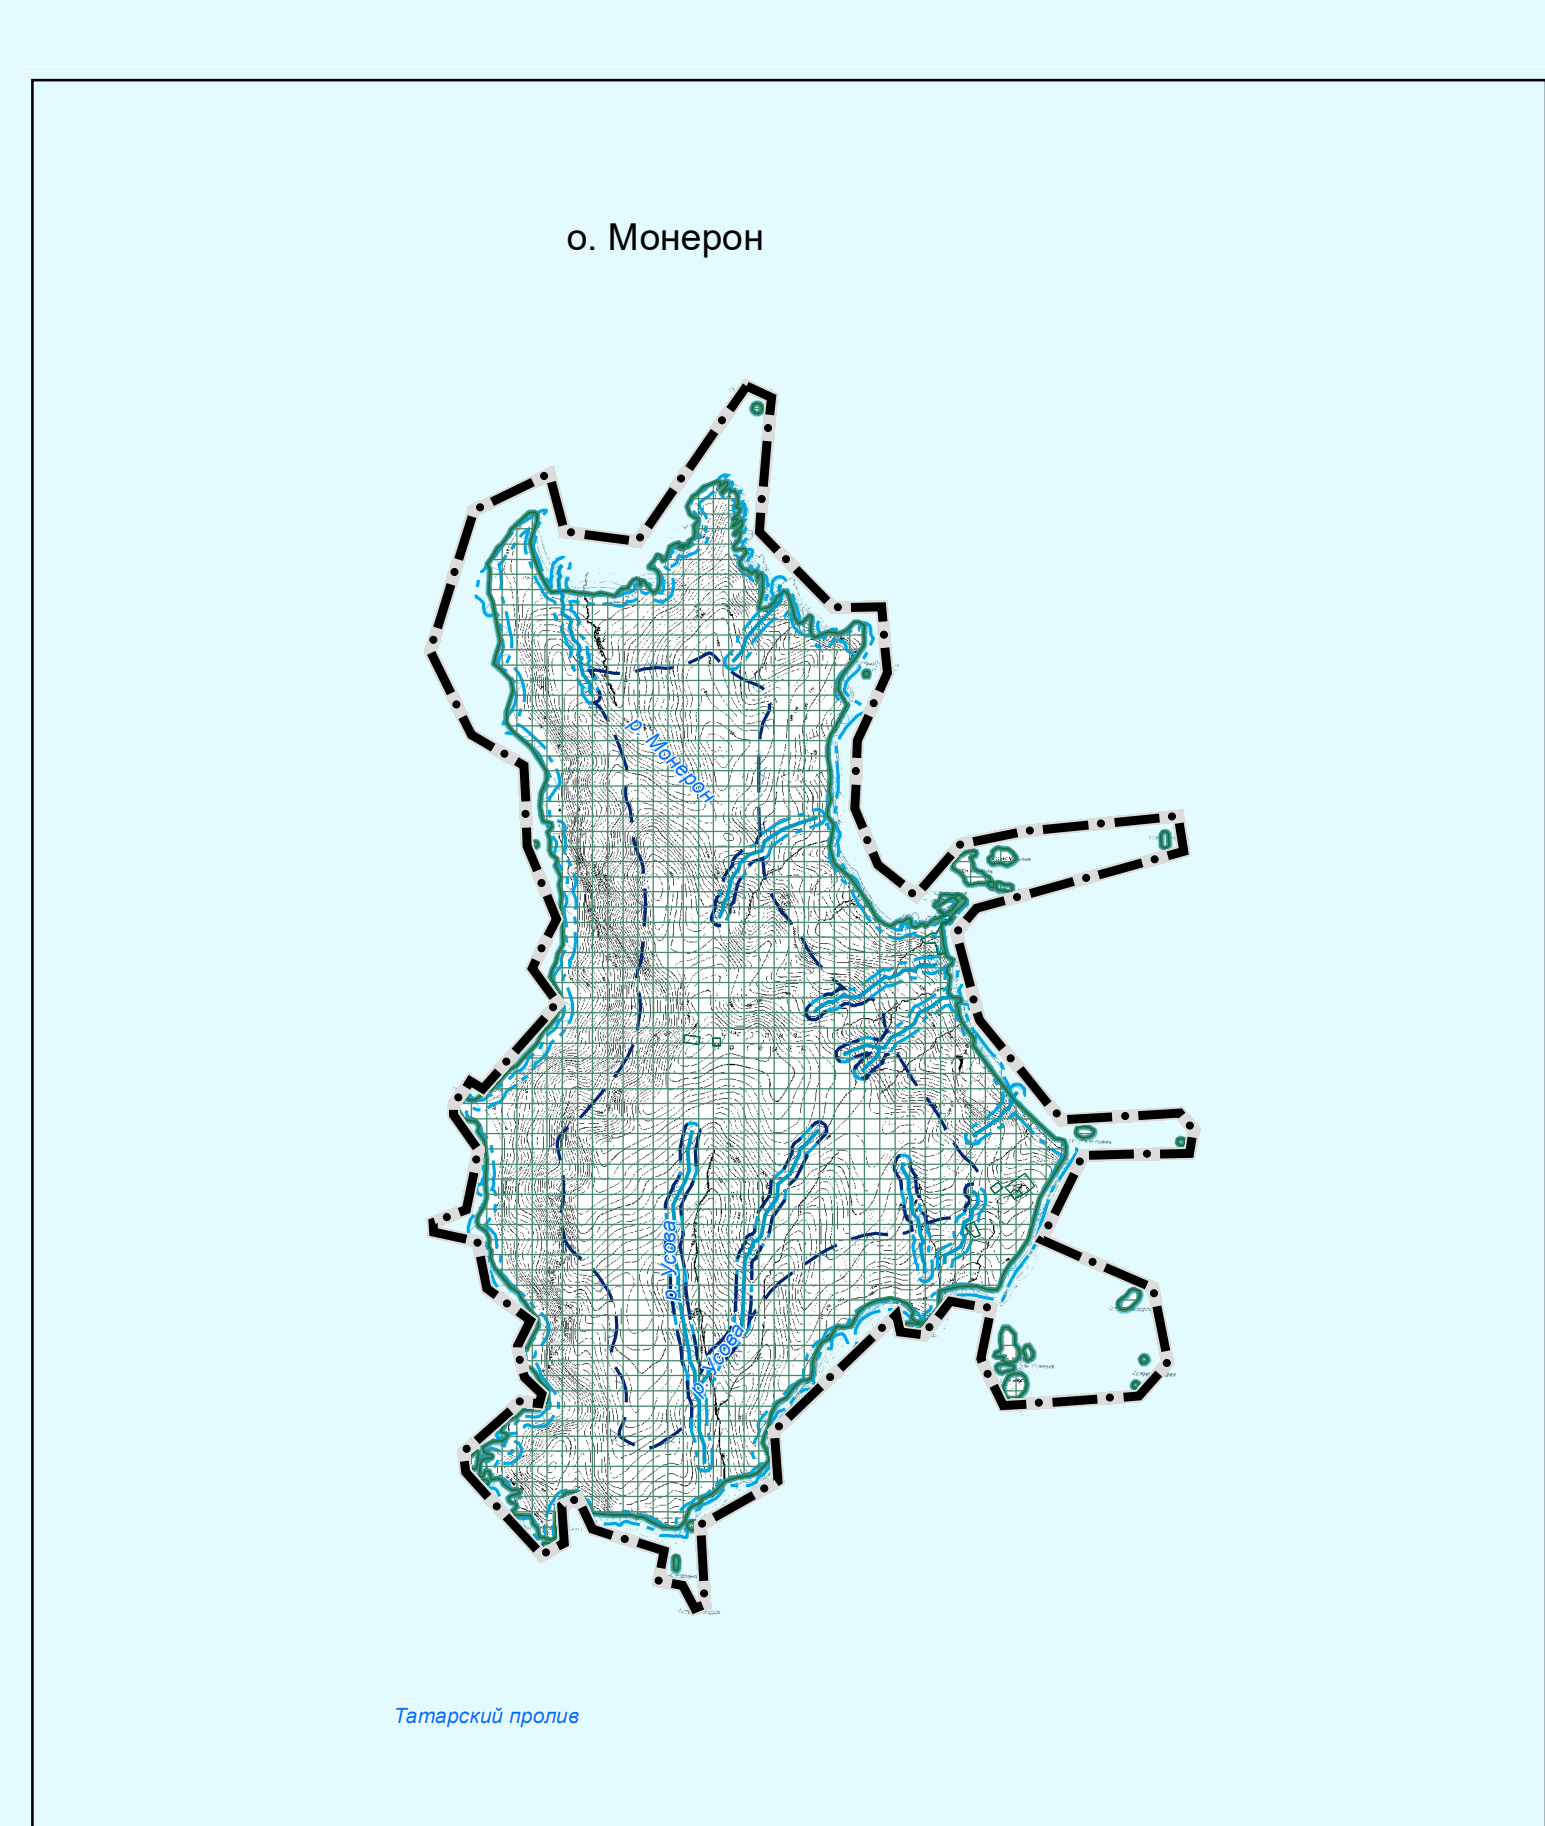 о. Монерон
р. Монерон
р. Усова
р. Усова
Татарский пролив